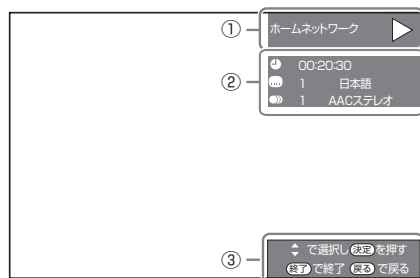 ①
ホームネットワーク
②
00:20:30
1 日本語
1 AACステレオ
③
で選択し 決定 を押す
終了 で終了 戻る で戻る